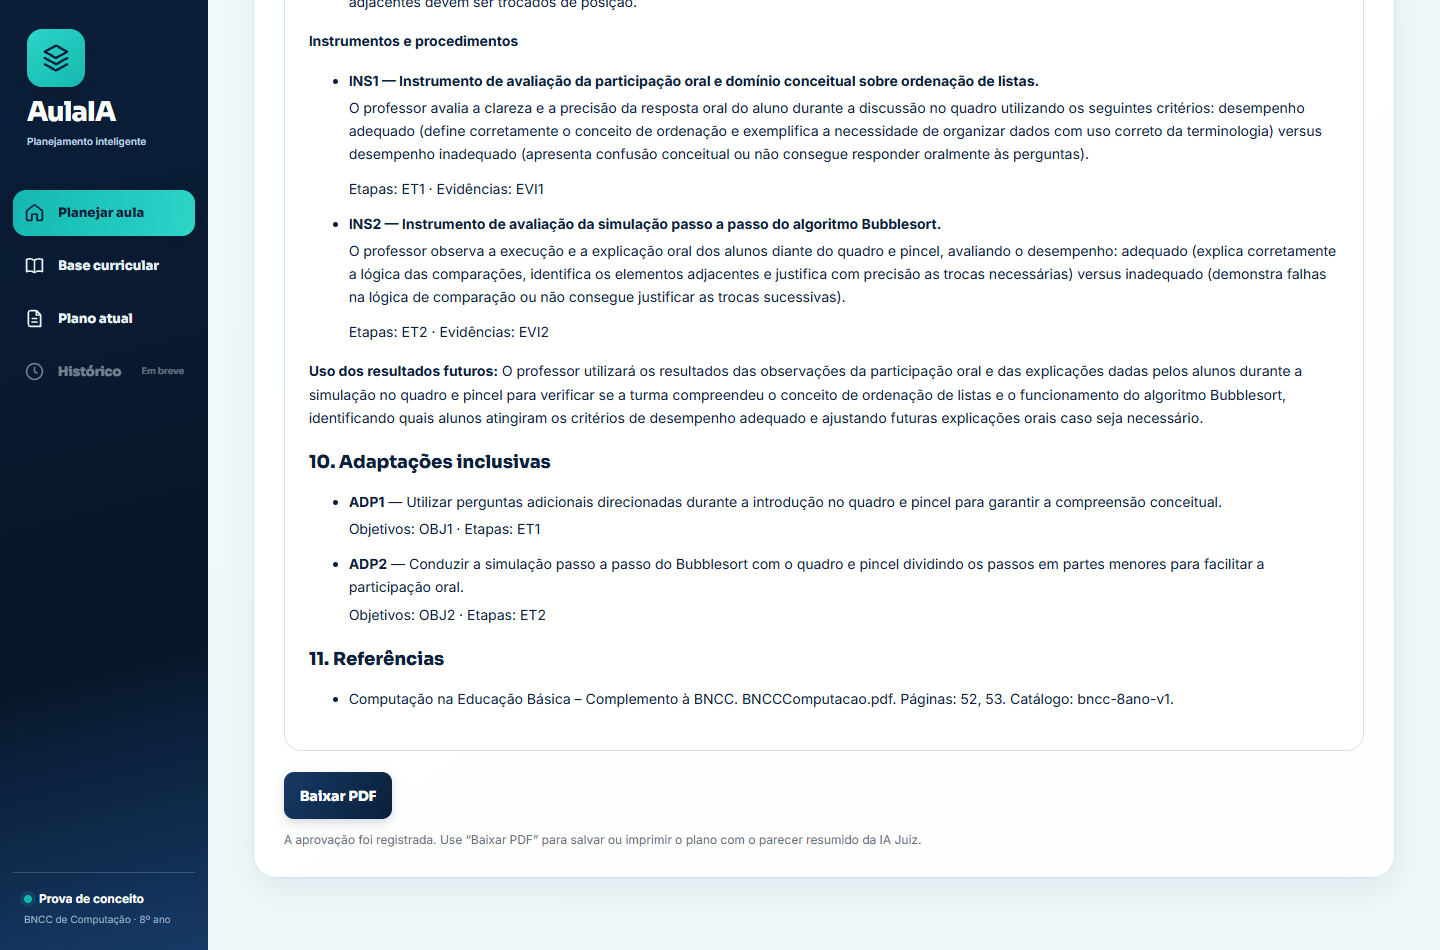 AulaIA
Planejamento inteligente
Planejar aula
Base curricular
Plano atual
Histórico Em breve
Prova de conceito
BNCC de Computação · 8º ano
adjacentes devem ser trocados de posição.
Instrumentos e procedimentos
• INS1 — Instrumento de avaliação da participação oral e domínio conceitual sobre ordenação de listas.
O professor avalia a clareza e a precisão da resposta oral do aluno durante a discussão no quadro utilizando os seguintes critérios: desempenho
adequado (define corretamente o conceito de ordenação e exemplifica a necessidade de organizar dados com uso correto da terminologia) versus
desempenho inadequado (apresenta confusão conceitual ou não consegue responder oralmente às perguntas).
Etapas: ET1 · Evidências: EVI1
• INS2 — Instrumento de avaliação da simulação passo a passo do algoritmo Bubblesort.
O professor observa a execução e a explicação oral dos alunos diante do quadro e pincel, avaliando o desempenho: adequado (explica corretamente
a lógica das comparações, identifica os elementos adjacentes e justifica com precisão as trocas necessárias) versus inadequado (demonstra falhas
na lógica de comparação ou não consegue justificar as trocas sucessivas).
Etapas: ET2 · Evidências: EVI2
Uso dos resultados futuros: O professor utilizará os resultados das observações da participação oral e das explicações dadas pelos alunos durante a
simulação no quadro e pincel para verificar se a turma compreendeu o conceito de ordenação de listas e o funcionamento do algoritmo Bubblesort,
identificando quais alunos atingiram os critérios de desempenho adequado e ajustando futuras explicações orais caso seja necessário.
10. Adaptações inclusivas
• ADP1 — Utilizar perguntas adicionais direcionadas durante a introdução no quadro e pincel para garantir a compreensão conceitual.
Objetivos: OBJ1 · Etapas: ET1
• ADP2 — Conduzir a simulação passo a passo do Bubblesort com o quadro e pincel dividindo os passos em partes menores para facilitar a
participação oral.
Objetivos: OBJ2 · Etapas: ET2
11. Referências
• Computação na Educação Básica – Complemento à BNCC. BNCCComputacao.pdf. Páginas: 52, 53. Catálogo: bncc-8ano-v1.
Baixar PDF
A aprovação foi registrada. Use “Baixar PDF” para salvar ou imprimir o plano com o parecer resumido da IA Juiz.